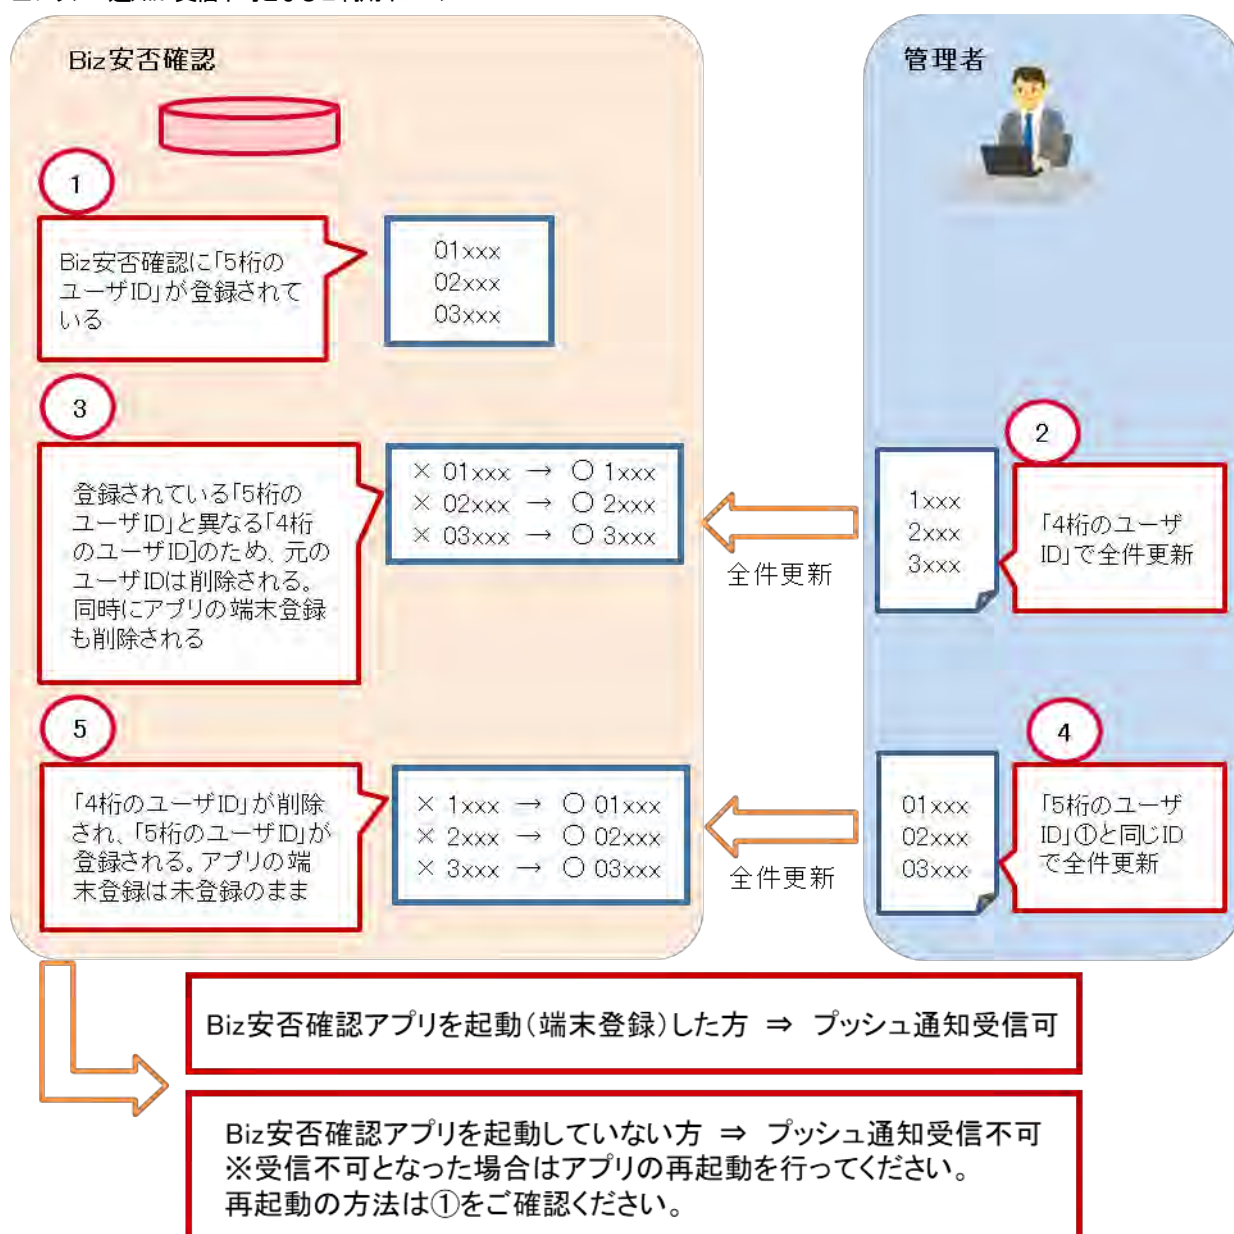 Biz安否確認
管理者
1
Biz安否確認に「5桁の
ユーザID」が登録されて
いる
01xxx
02xxx
03xxx
2
「4桁のユーザ
ID」で全件更新
1xxx
2xxx
3xxx
全件更新
3
登録されている「5桁の
ユーザID」と異なる「4桁
のユーザID]のため、元の
ユーザIDは削除される。
同時にアプリの端末登録
も削除される
× 01xxx → ○ 1xxx
× 02xxx → ○ 2xxx
× 03xxx → ○ 3xxx
4
「5桁のユーザ
ID」①と同じID
で全件更新
01xxx
02xxx
03xxx
全件更新
5
「4桁のユーザID」が削除
され、「5桁のユーザID」が
登録される。アプリの端
末登録は未登録のまま
× 1xxx → ○ 01xxx
× 2xxx → ○ 02xxx
× 3xxx → ○ 03xxx
Biz安否確認アプリを起動（端末登録）した方 ⇒ プッシュ通知受信可
Biz安否確認アプリを起動していない方 ⇒ プッシュ通知受信不可
※受信不可となった場合はアプリの再起動を行ってください。
再起動の方法は①をご確認ください。